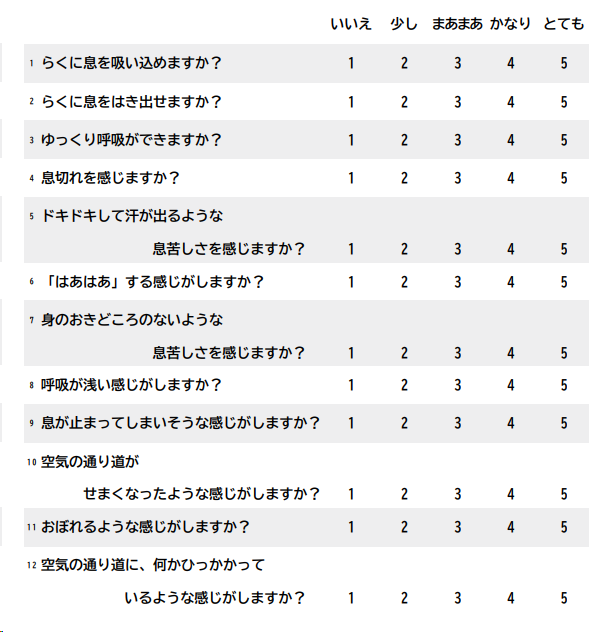 いいえ 少し まあまあ かなり とても
1 らくに息を吸い込めますか？ 1 2 3 4 5
2 らくに息をはき出せますか？ 1 2 3 4 5
3 ゆっくり呼吸ができますか？ 1 2 3 4 5
4 息切れを感じますか？ 1 2 3 4 5
5 ドキドキして汗が出るような
息苦しさを感じますか？ 1 2 3 4 5
6 「はあはあ」する感じがしますか？ 1 2 3 4 5
7 身のおきどころのないような
息苦しさを感じますか？ 1 2 3 4 5
8 呼吸が浅い感じがしますか？ 1 2 3 4 5
9 息が止まってしまいそうな感じがしますか？ 1 2 3 4 5
10 空気の通り道が
せまくなったような感じがしますか？ 1 2 3 4 5
11 おぼれるような感じがしますか？ 1 2 3 4 5
12 空気の通り道に、何かひっかかって
いるような感じがしますか？ 1 2 3 4 5